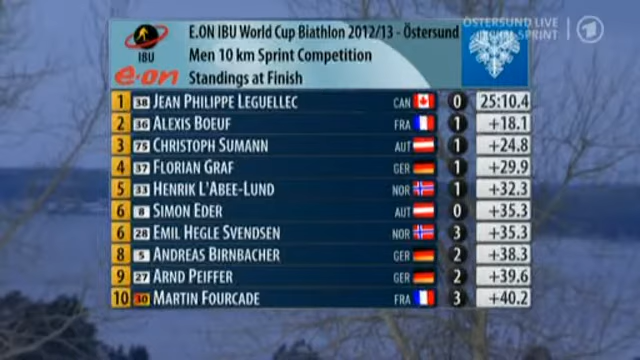 E.ON IBU World Cup Biathlon 2012/13 - Östersund
Men 10 km Sprint Competition
Standings at Finish
IBU
e·on
ÖSTERSUND LIVE
1 38 JEAN PHILIPPE LEGUELLEC CAN 0 25:10.4
2 36 ALEXIS BOEUF FRA 1 +18.1
3 75 CHRISTOPH SUMANN AUT 1 +24.8
4 37 FLORIAN GRAF GER 1 +29.9
5 33 HENRIK L'ABEE-LUND NOR 1 +32.3
6 8 SIMON EDER AUT 0 +35.3
6 28 EMIL HEGLE SVENDSEN NOR 3 +35.3
8 5 ANDREAS BIRNBACHER GER 2 +38.3
9 27 ARND PEIFFER GER 2 +39.6
10 30 MARTIN FOURCADE FRA 3 +40.2